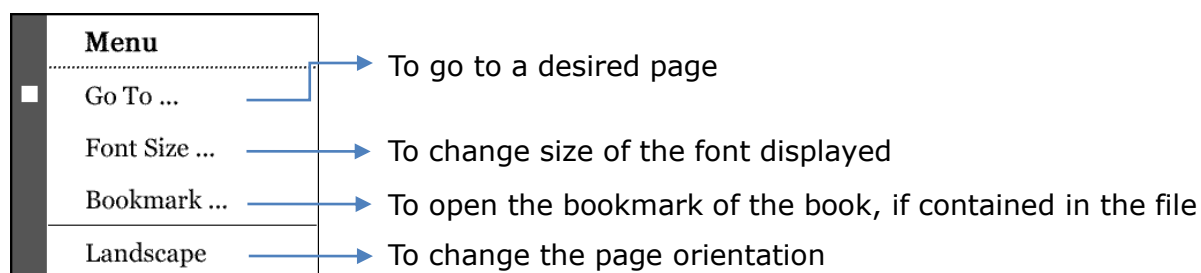 Menu
To go to a desired page
Go To ...
Font Size ... To change size of the font displayed
Bookmark ... To open the bookmark of the book, if contained in the file
Landscape To change the page orientation